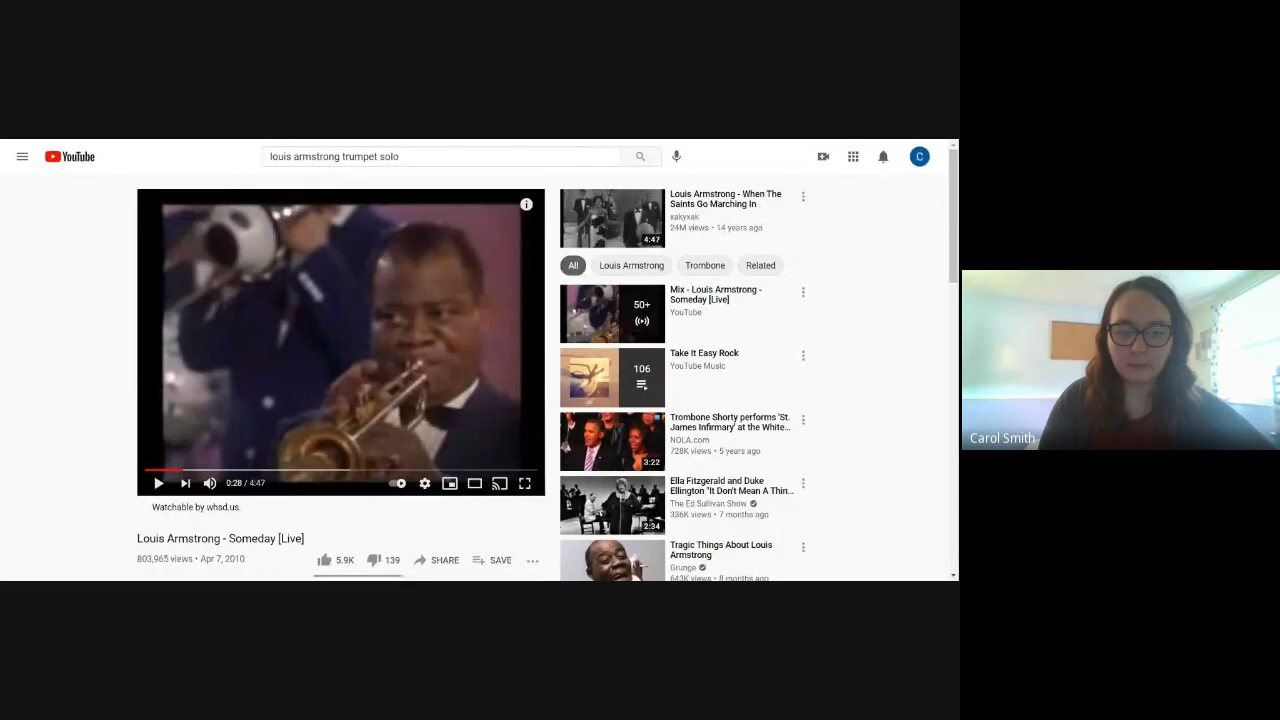 YouTube
louis armstrong trumpet solo
C
Louis Armstrong - When The
Saints Go Marching In
xakyxak
24M views • 14 years ago
4:47
All
Louis Armstrong
Trombone
Related
50+
Mix - Louis Armstrong -
Someday [Live]
YouTube
106
Take It Easy Rock
YouTube Music
Trombone Shorty performs 'St.
James Infirmary' at the White...
NOLA.com
728K views • 5 years ago
3:22
Ella Fitzgerald and Duke
Ellington "It Don't Mean A Thin...
The Ed Sullivan Show
336K views • 7 months ago
2:34
Tragic Things About Louis
Armstrong
Grunge
643K views • 8 months ago
0:28 / 4:47
Watchable by whsd.us.
Louis Armstrong - Someday [Live]
803,965 views • Apr 7, 2010
5.9K
139
SHARE
SAVE
Carol Smith